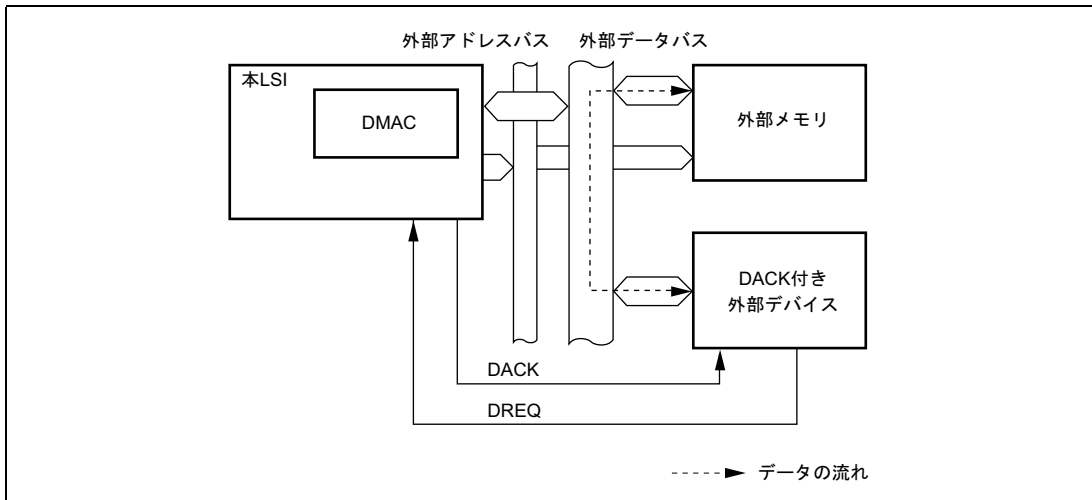 外部アドレスバス
外部データバス
本LSI
DMAC
外部メモリ
DACK付き
外部デバイス
DACK
DREQ
データの流れ